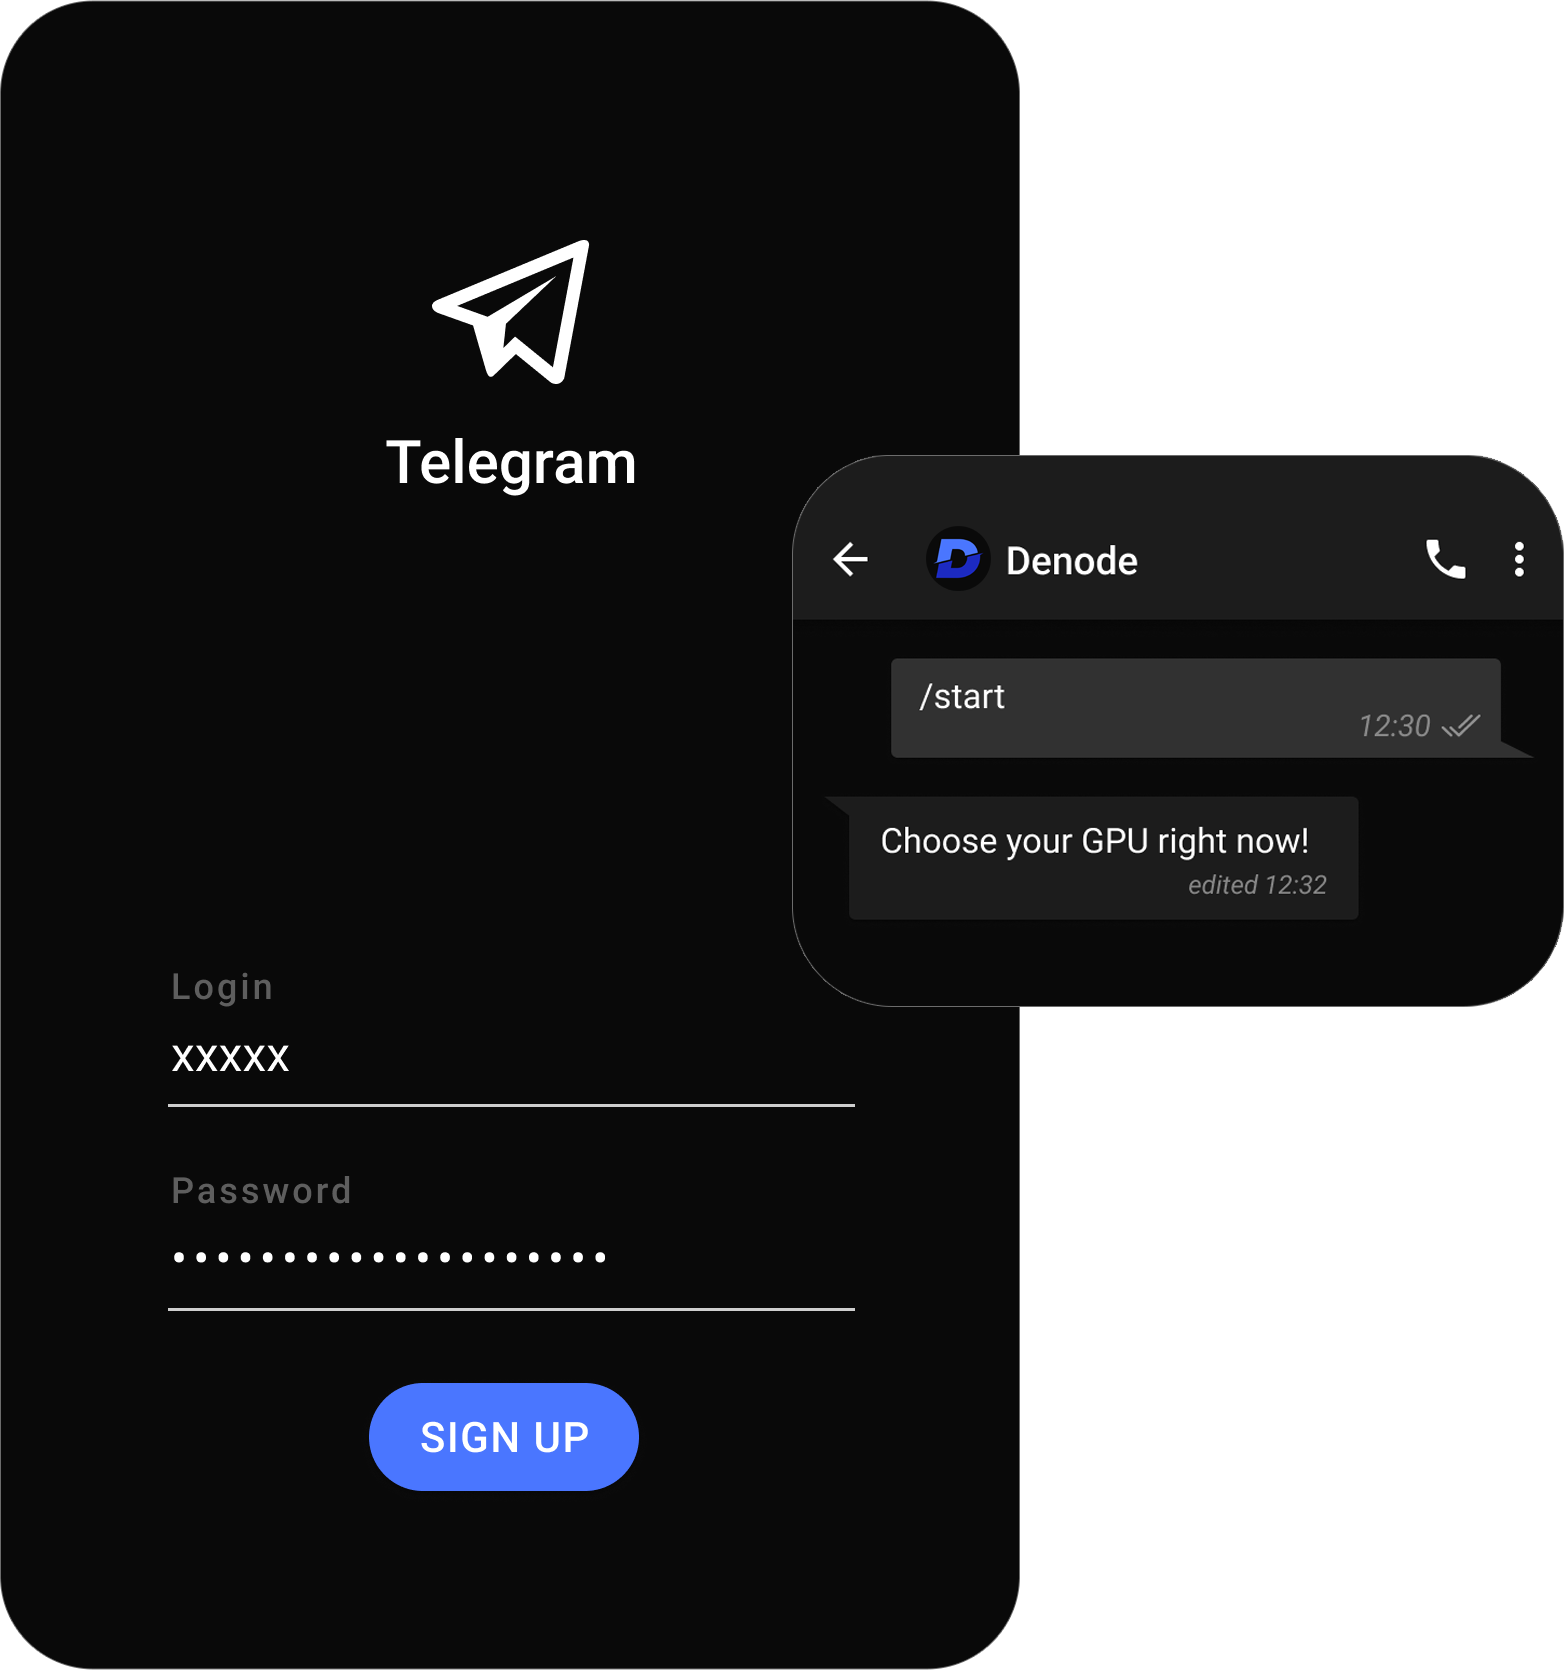 Telegram
Denode
/start
12:30
Choose your GPU right now!
edited 12:32
Login
xxxxx
Password
••••••••••••••••••••
SIGN UP